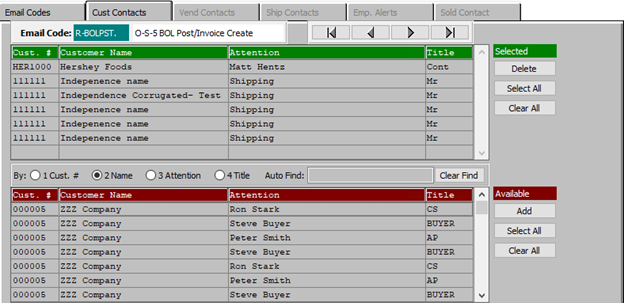 Email Codes Cust Contacts Vend Contacts Ship Contacts Emp. Alerts Sold Contact
Email Code: R-BOLPST. O-S-5 BOL Post/Invoice Create
Cust. # Customer Name Attention Title Selected
HER1000 Hershey Foods Matt Hentz Cont Delete
111111 Indepenence name Shipping Mr
111111 Independence Corrugated- Test Shipping Mr Select All
111111 Indepenence name Shipping Mr Clear All
111111 Indepenence name Shipping Mr
111111 Indepenence name Shipping Mr
By: 1 Cust. # 2 Name 3 Attention 4 Title Auto Find: Clear Find
Cust. # Customer Name Attention Title Available
000005 ZZZ Company Ron Stark CS Add
000005 ZZZ Company Steve Buyer BUYER Select All
000005 ZZZ Company Peter Smith AP
000005 ZZZ Company Steve Buyer BUYER Clear All
000005 ZZZ Company Ron Stark CS
000005 ZZZ Company Peter Smith AP
000005 ZZZ Company Steve Buyer BUYER